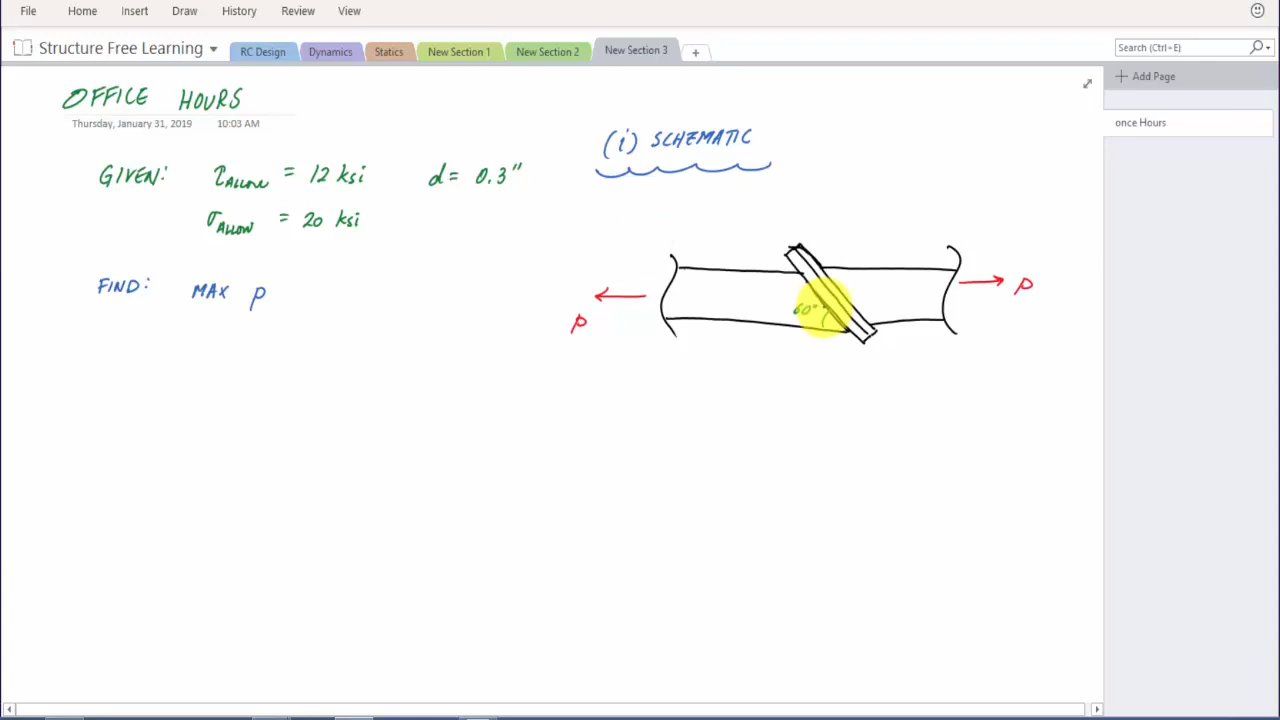 File Home Insert Draw History Review View
Structure Free Learning RC Design Dynamics Statics New Section 1 New Section 2 New Section 3 +
Search (Ctrl+E)
Add Page
once Hours
OFFICE HOURS
Thursday, January 31, 2019 10:03 AM
(i) SCHEMATIC
GIVEN: τALLOW = 12 ksi d = 0.3"
σALLOW = 20 ksi
FIND: MAX P
60°
P
P